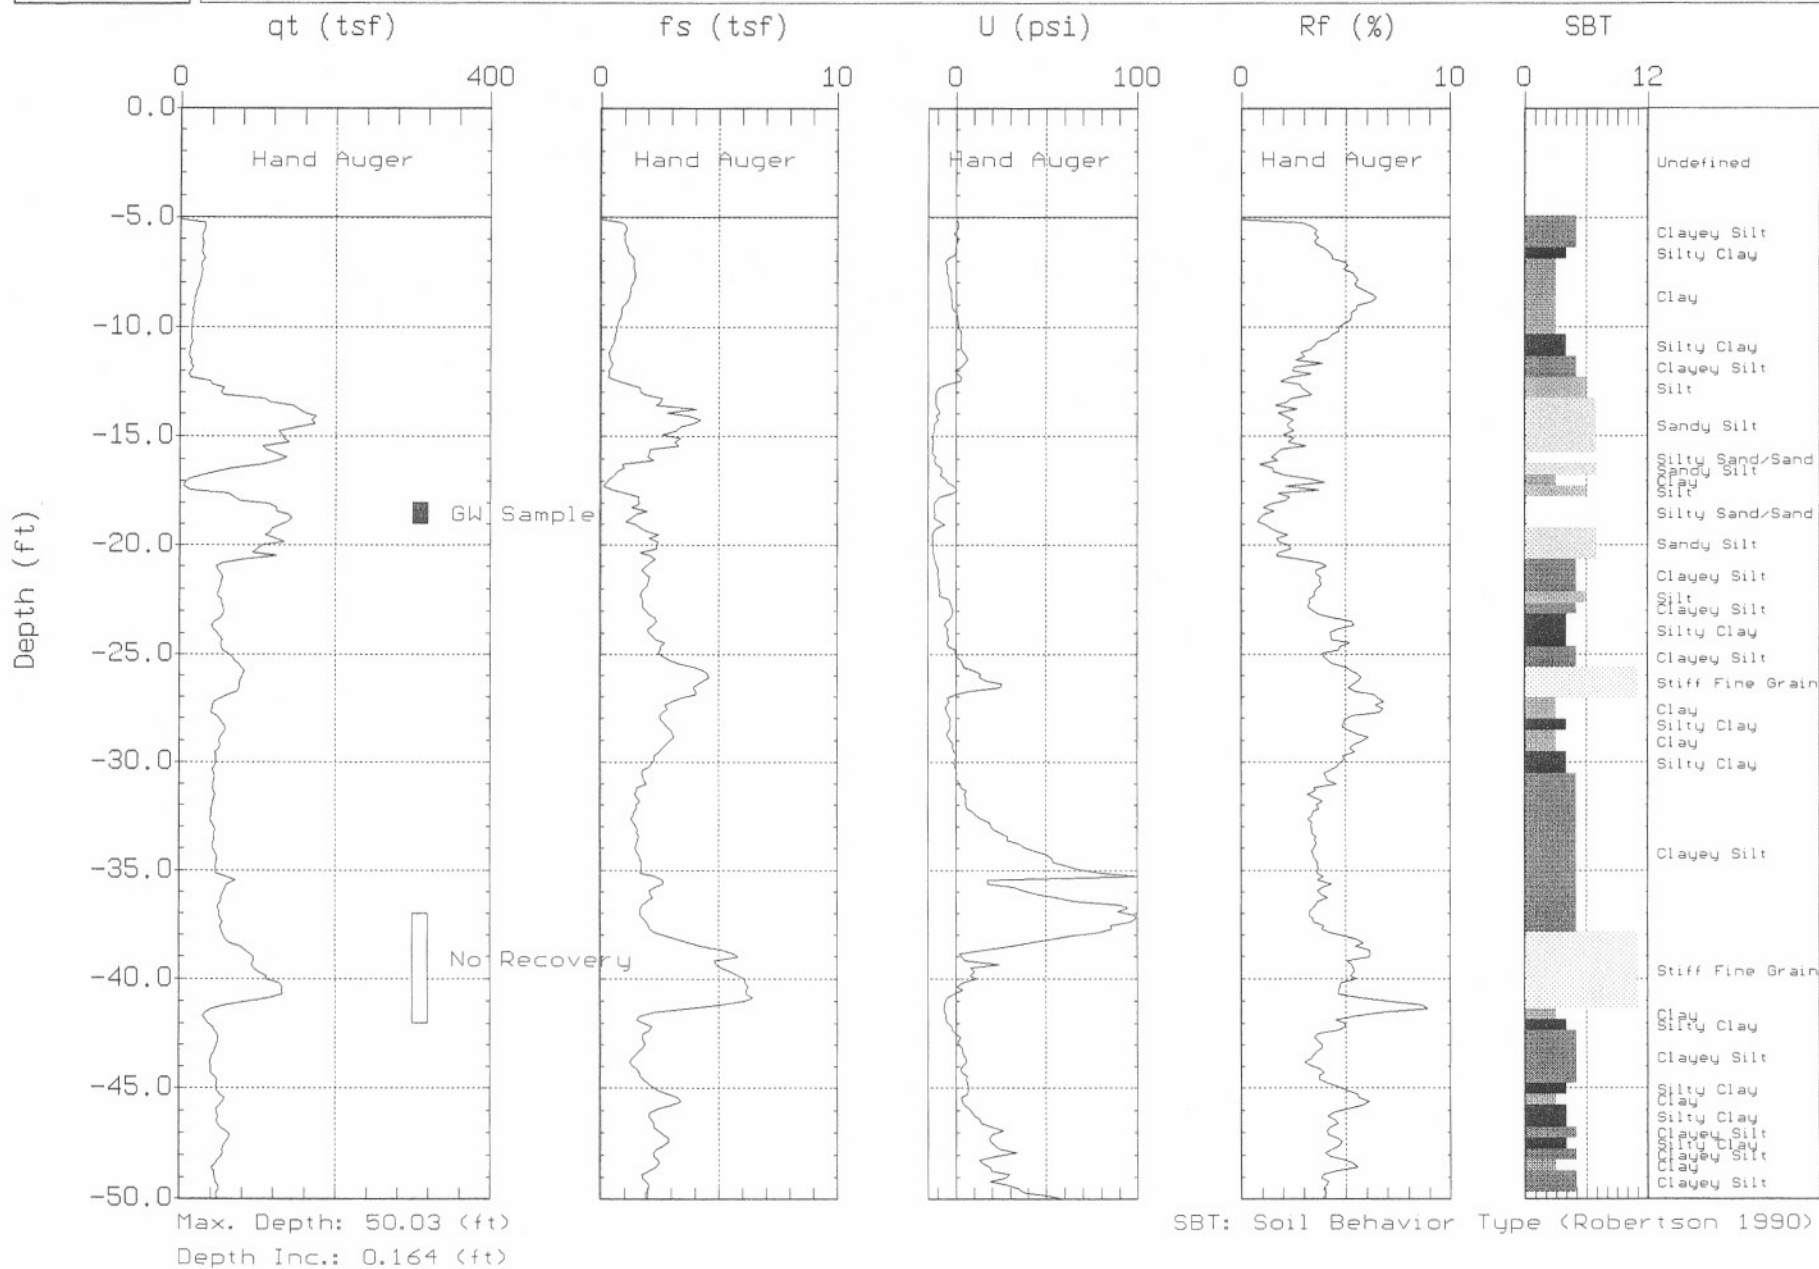 qt (tsf)
fs (tsf)
U (psi)
Rf (%)
SBT
0 400
0 10
0 100
0 10
0 12
Depth (ft)
0.0
-5.0
-10.0
-15.0
-20.0
-25.0
-30.0
-35.0
-40.0
-45.0
-50.0
Hand Auger
Hand Auger
Hand Auger
Hand Auger
GW Sample
No Recovery
Undefined
Clayey Silt
Silty Clay
Clay
Silty Clay
Clayey Silt
Silt
Sandy Silt
Silty Sand/Sand
Sandy Silt
Clay
Silt
Silty Sand/Sand
Sandy Silt
Clayey Silt
Silt
Clayey Silt
Silty Clay
Clayey Silt
Stiff Fine Grain
Clay
Silty Clay
Clay
Silty Clay
Clayey Silt
Stiff Fine Grain
Clay
Silty Clay
Clayey Silt
Silty Clay
Clay
Silty Clay
Clayey Silt
Silty Clay
Clayey Silt
Clay
Clayey Silt
Max. Depth: 50.03 (ft)
Depth Inc.: 0.164 (ft)
SBT: Soil Behavior Type (Robertson 1990)